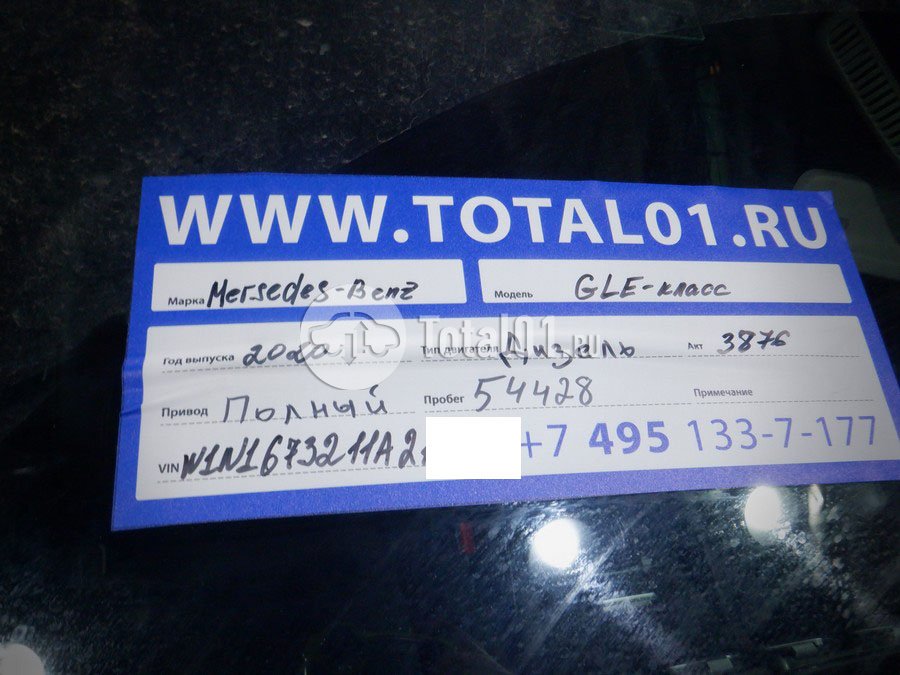 WWW.TOTAL01.RU
Марка Mersedes-Benz Модель GLE-класс
Total01.ru
Год выпуска 2020 Тип двигателя Дизель Акт 3876
Привод Полный Пробег 54428 Примечание
VIN W1N1673211A2 +7 495 133-7-177